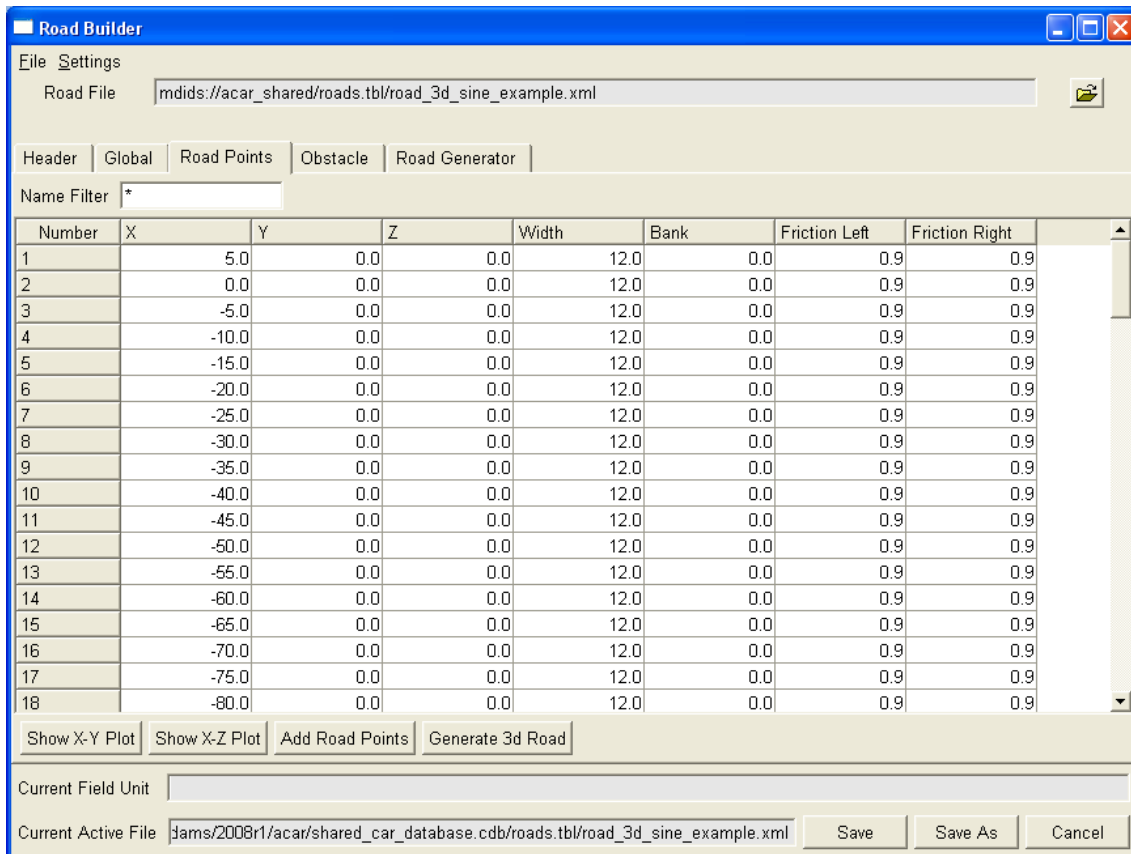 Road Builder
File Settings
Road File mdids://acar_shared/roads.tbl/road_3d_sine_example.xml
Header Global Road Points Obstacle Road Generator
Name Filter *
Number X Y Z Width Bank Friction Left Friction Right
1 5.0 0.0 0.0 12.0 0.0 0.9 0.9
2 0.0 0.0 0.0 12.0 0.0 0.9 0.9
3 -5.0 0.0 0.0 12.0 0.0 0.9 0.9
4 -10.0 0.0 0.0 12.0 0.0 0.9 0.9
5 -15.0 0.0 0.0 12.0 0.0 0.9 0.9
6 -20.0 0.0 0.0 12.0 0.0 0.9 0.9
7 -25.0 0.0 0.0 12.0 0.0 0.9 0.9
8 -30.0 0.0 0.0 12.0 0.0 0.9 0.9
9 -35.0 0.0 0.0 12.0 0.0 0.9 0.9
10 -40.0 0.0 0.0 12.0 0.0 0.9 0.9
11 -45.0 0.0 0.0 12.0 0.0 0.9 0.9
12 -50.0 0.0 0.0 12.0 0.0 0.9 0.9
13 -55.0 0.0 0.0 12.0 0.0 0.9 0.9
14 -60.0 0.0 0.0 12.0 0.0 0.9 0.9
15 -65.0 0.0 0.0 12.0 0.0 0.9 0.9
16 -70.0 0.0 0.0 12.0 0.0 0.9 0.9
17 -75.0 0.0 0.0 12.0 0.0 0.9 0.9
18 -80.0 0.0 0.0 12.0 0.0 0.9 0.9
Show X-Y Plot Show X-Z Plot Add Road Points Generate 3d Road
Current Field Unit
Current Active File dams/2008r1/acar/shared_car_database.cdb/roads.tbl/road_3d_sine_example.xml Save Save As Cancel